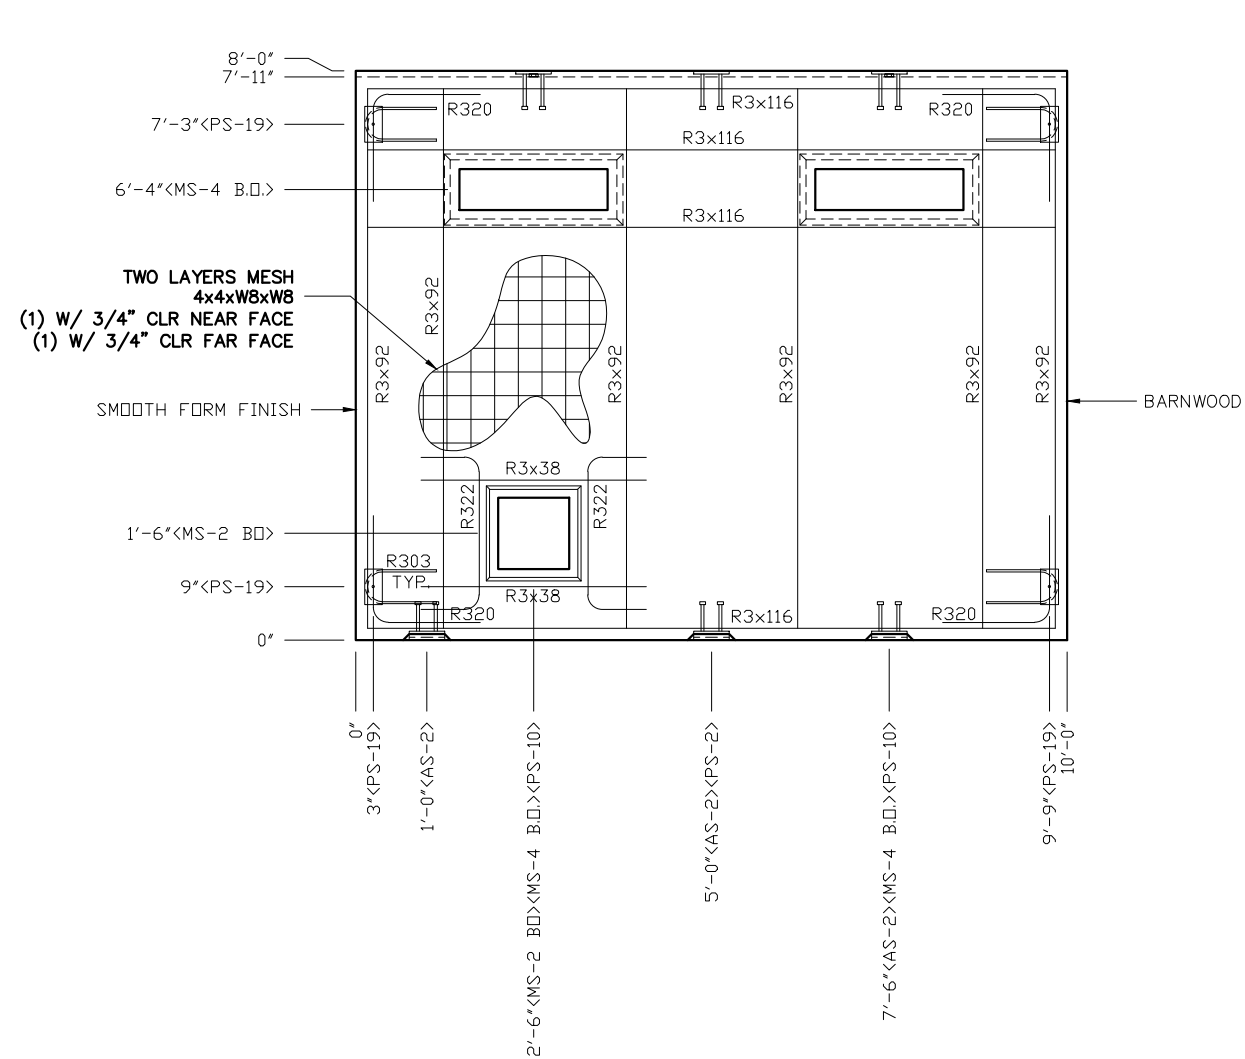 8'-0"
7'-11"
7'-3"<PS-19>
6'-4"<MS-4 B.O.>
TWO LAYERS MESH
4x4xW8xW8
(1) W/ 3/4" CLR NEAR FACE
(1) W/ 3/4" CLR FAR FACE
SMOOTH FORM FINISH
1'-6"<MS-2 BO>
9"<PS-19>
0"
R320
R3x116
R320
R3x116
R3x116
R3x92
R3x92
R3x92
R3x92
R3x92
R3x92
BARNWOOD
R3x38
R322
R322
R303
TYP.
R3x38
R320
R3x116
R320
0"
3"<PS-19>
1'-0"<AS-2>
2'-6"<MS-2 BO><MS-4 B.O.><PS-10>
5'-0"<AS-2><PS-2>
7'-6"<AS-2><MS-4 B.O.><PS-10>
9'-9"<PS-19>
10'-0"